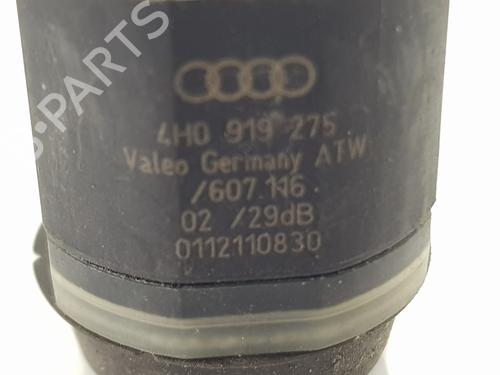 B-PARTS
4H0 919 275
Valeo Germany ATW
/607.116
02 /29dB
0112110830